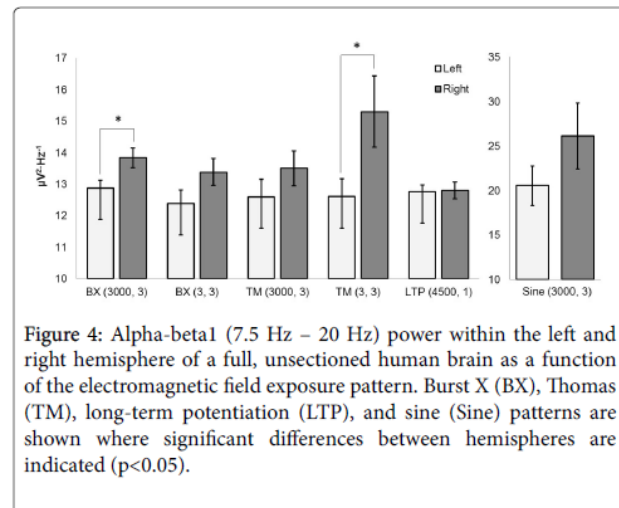 17
16
15
14
13
12
11
10
µV²·Hz⁻¹
*
*
Left
Right
BX (3000, 3)
BX (3, 3)
TM (3000, 3)
TM (3, 3)
LTP (4500, 1)
35
30
25
20
15
10
Sine (3000, 3)
Figure 4: Alpha-beta1 (7.5 Hz – 20 Hz) power within the left and
right hemisphere of a full, unsectioned human brain as a function
of the electromagnetic field exposure pattern. Burst X (BX), Thomas
(TM), long-term potentiation (LTP), and sine (Sine) patterns are
shown where significant differences between hemispheres are
indicated (p<0.05).